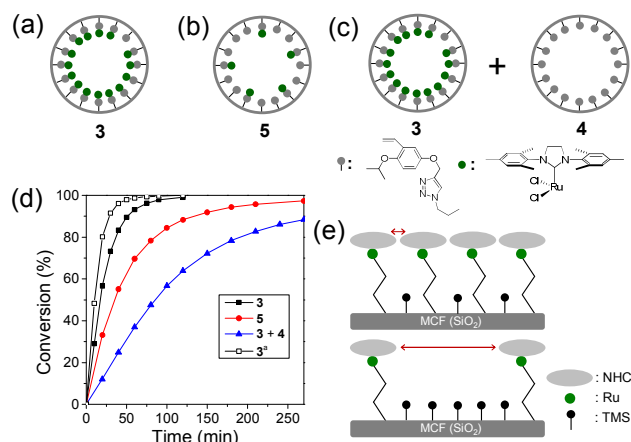 (a)
(b)
(c)
3
5
3
+
4
:
O
O
N
N
N
:
N
N
Cl
Ru
Cl
(d)
100
80
60
40
20
0
Conversion (%)
0
50
100
150
200
250
Time (min)
3
5
3 + 4
3a
(e)
MCF (SiO2)
MCF (SiO2)
: NHC
: Ru
: TMS